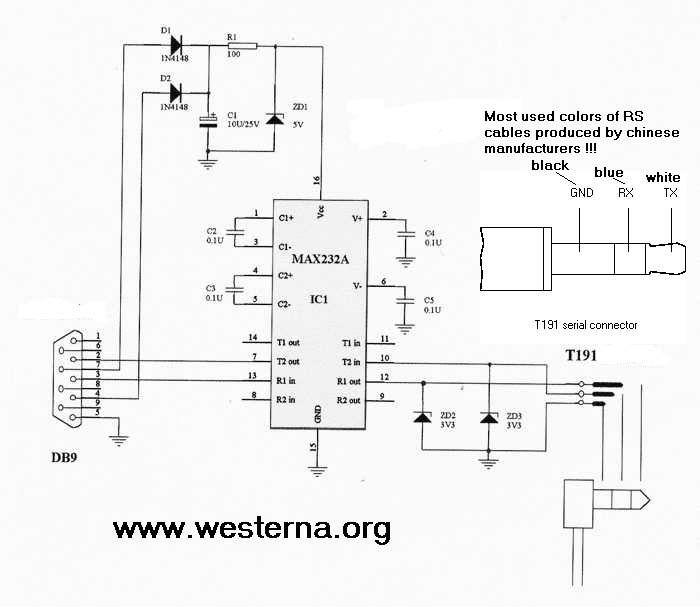 D1
1N4148
R1
100
D2
1N4148
C1
10U/25V
+
ZD1
5V
Most used colors of RS
cables produced by chinese
manufacturers !!!
black
blue
white
GND
RX
TX
T191 serial connector
16
Vcc
1
C1+
C2
0.1U
3
C1-
4
C2+
C3
0.1U
5
C2-
MAX232A
IC1
V+
2
C4
0.1U
V-
6
C5
0.1U
14
T1 out
7
T2 out
13
R1 in
8
R2 in
T1 in
11
T2 in
10
R1 out
12
R2 out
9
GND
15
1
6
2
7
3
8
4
9
5
DB9
ZD2
3V3
ZD3
3V3
T191
www.westerna.org